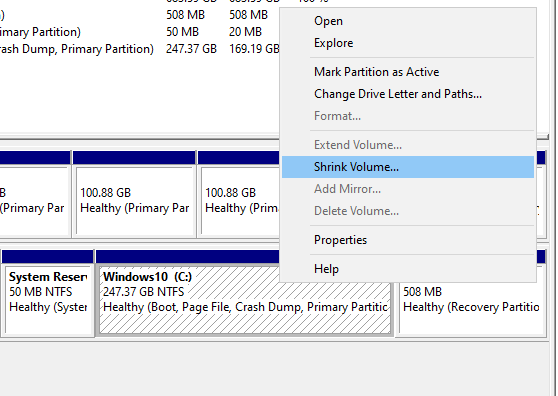 508 MB 508 MB
imary Partition) 50 MB 20 MB
rash Dump, Primary Partition) 247.37 GB 169.19 GB
Open
Explore
Mark Partition as Active
Change Drive Letter and Paths...
Format...
Extend Volume...
Shrink Volume...
Add Mirror...
Delete Volume...
Properties
Help
B
(Primary Par
100.88 GB
Healthy (Primary Par
100.88 GB
Healthy (Prima
System Reser
50 MB NTFS
Healthy (Syster
Windows10 (C:)
247.37 GB NTFS
Healthy (Boot, Page File, Crash Dump, Primary Partitic
508 MB
Healthy (Recovery Partitio